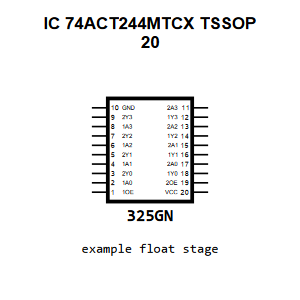 IC 74ACT244MTCX TSSOP
20
10 GND 2A3 11
9 2Y3 1Y3 12
8 1A3 2A2 13
7 2Y2 1Y2 14
6 1A2 2A1 15
5 2Y1 1Y1 16
4 1A1 2A0 17
3 2Y0 1Y0 18
2 1A0 2OE 19
1 1OE VCC 20
325GN
example float stage